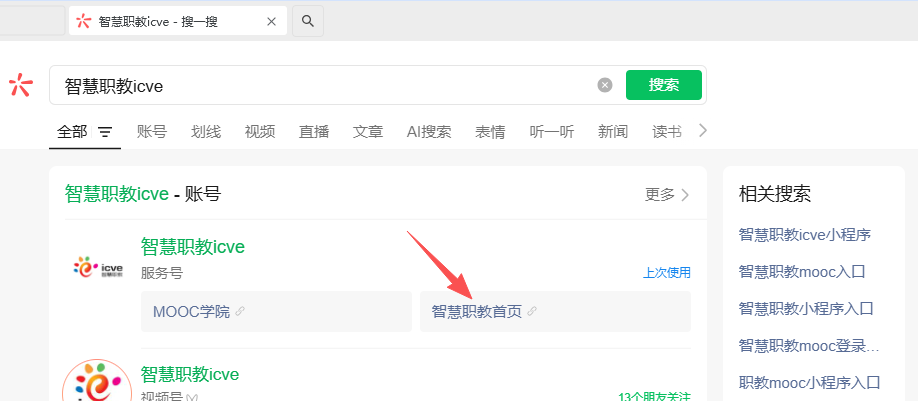 智慧职教icve - 搜一搜
智慧职教icve
搜索
全部 账号 划线 视频 直播 文章 AI搜索 表情 听一听 新闻 读书
智慧职教icve - 账号
更多
智慧职教icve
服务号
上次使用
MOOC学院
智慧职教首页
智慧职教icve
视频号
13个朋友关注
相关搜索
智慧职教icve小程序
智慧职教mooc入口
智慧职教小程序入口
智慧职教mooc登录...
职教mooc小程序入口
icve